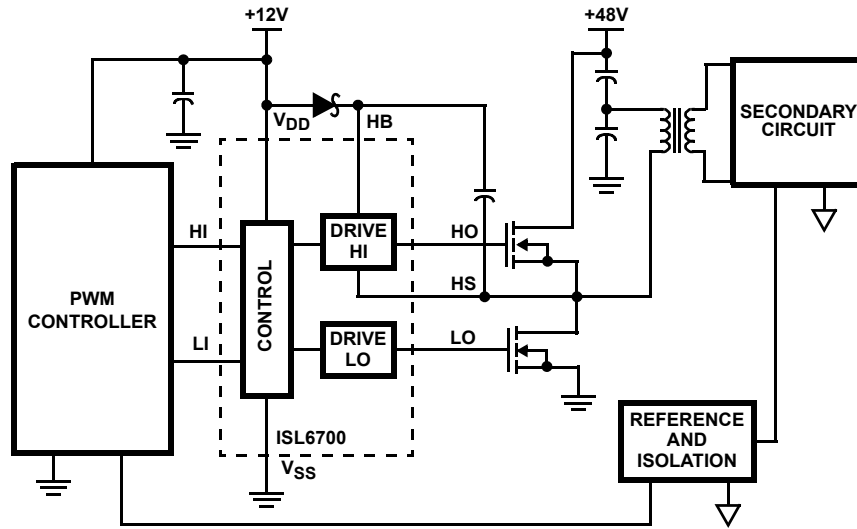 +12V
+48V
VDD
HB
SECONDARY
CIRCUIT
HI
DRIVE
HI
HO
PWM
CONTROLLER
CONTROL
HS
LI
DRIVE
LO
LO
ISL6700
VSS
REFERENCE
AND
ISOLATION